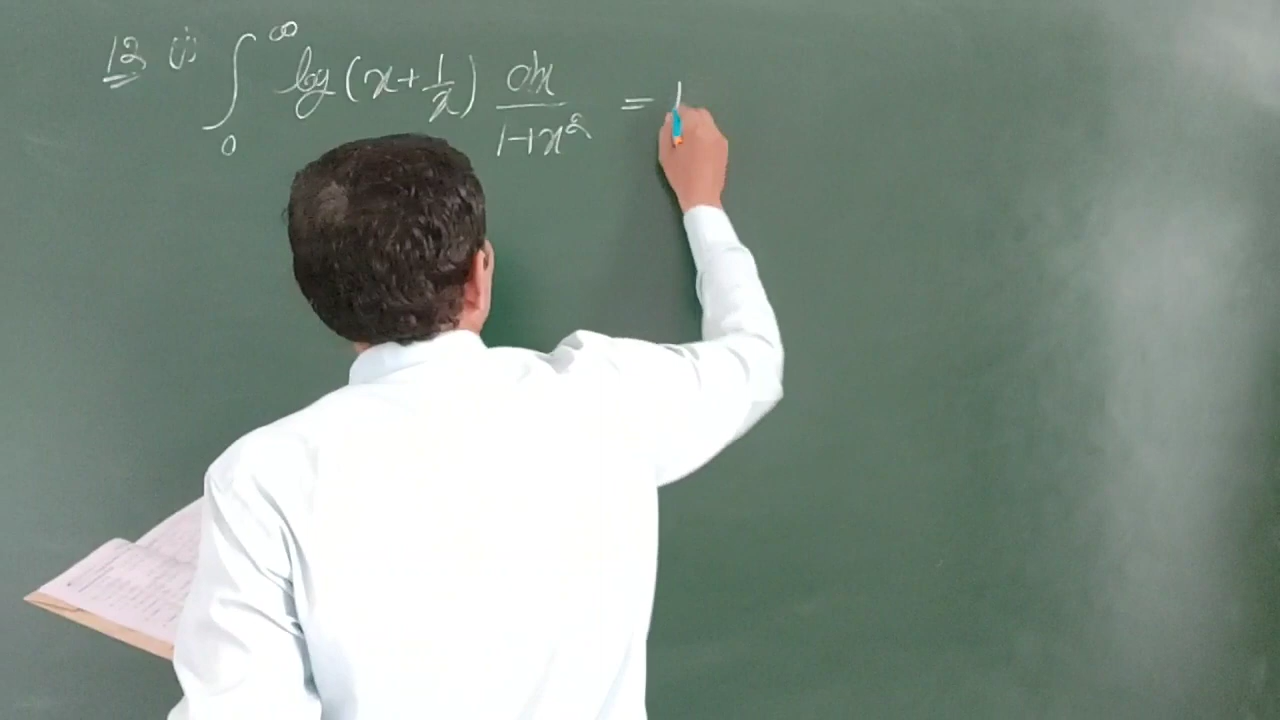 12 (i) ∫₀^∞ log (x + 1/x) dx/(1+x²) =